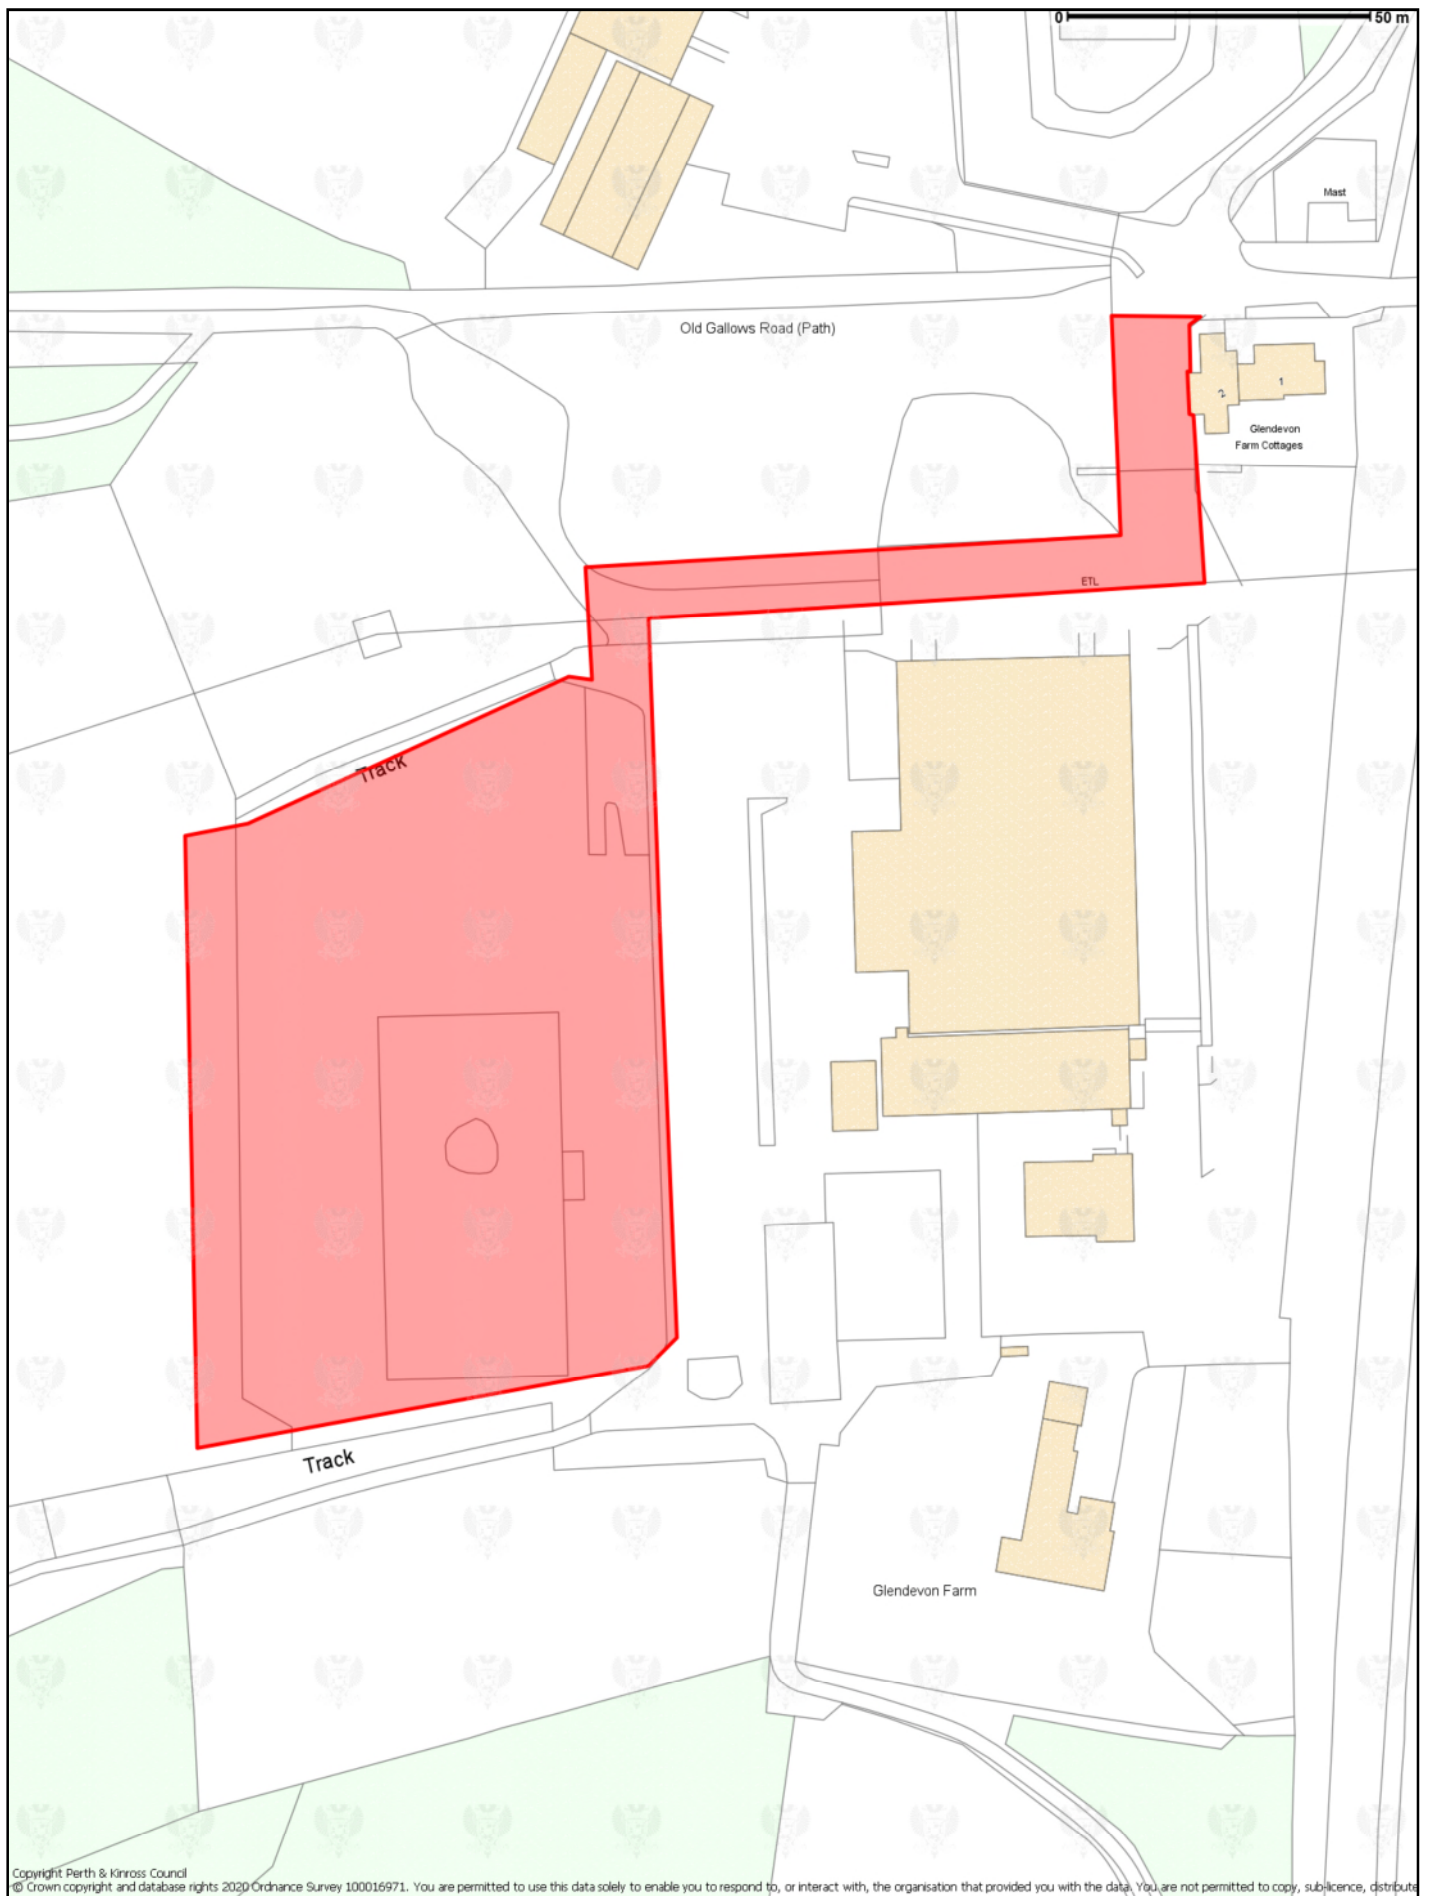 0 50 m
Mast
Old Gallows Road (Path)
1
2
Glendevon
Farm Cottages
ETL
Track
Track
Glendevon Farm
Copyright Perth & Kinross Council
© Crown copyright and database rights 2020 Ordnance Survey 100016971. You are permitted to use this data solely to enable you to respond to, or interact with, the organisation that provided you with the data. You are not permitted to copy, sub-licence, distribute